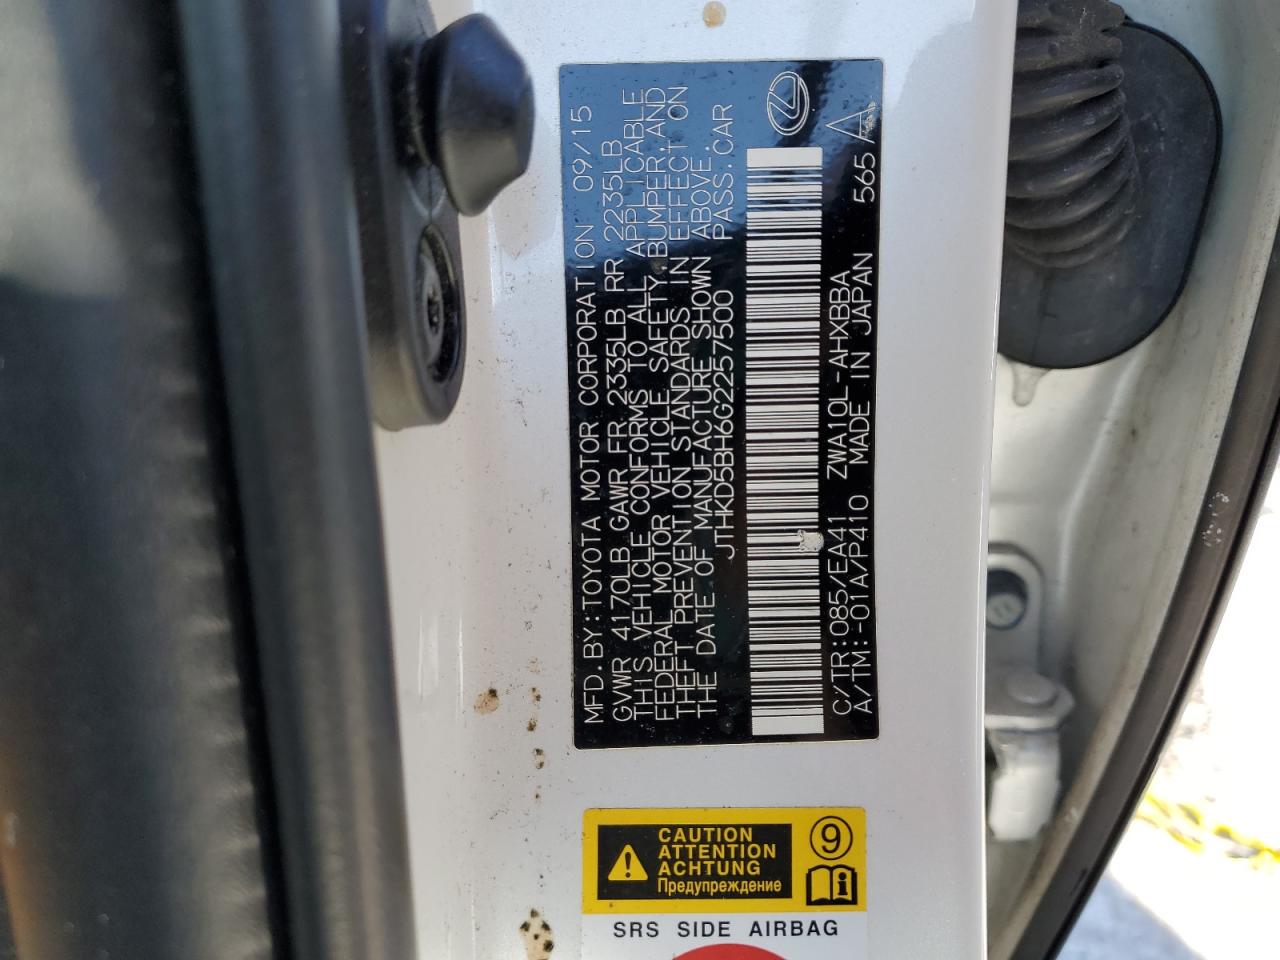 MFD.BY:TOYOTA MOTOR CORPORATION 09/15
GVWR 4170LB GAWR FR 2335LB RR 2235LB
THIS VEHICLE CONFORMS TO ALL APPLICABLE
FEDERAL MOTOR VEHICLE SAFETY,BUMPER,AND
THEFT PREVENTION STANDARDS IN EFFECT ON
THE DATE OF MANUFACTURE SHOWN ABOVE.
JTHKD5BH6G2257500 PASS.CAR
C/TR:085/EA41 ZWA10L-AHXBBA
A/TM:-01A/P410 MADE IN JAPAN 565
CAUTION
ATTENTION
ACHTUNG
Предупреждение
9
SRS SIDE AIRBAG